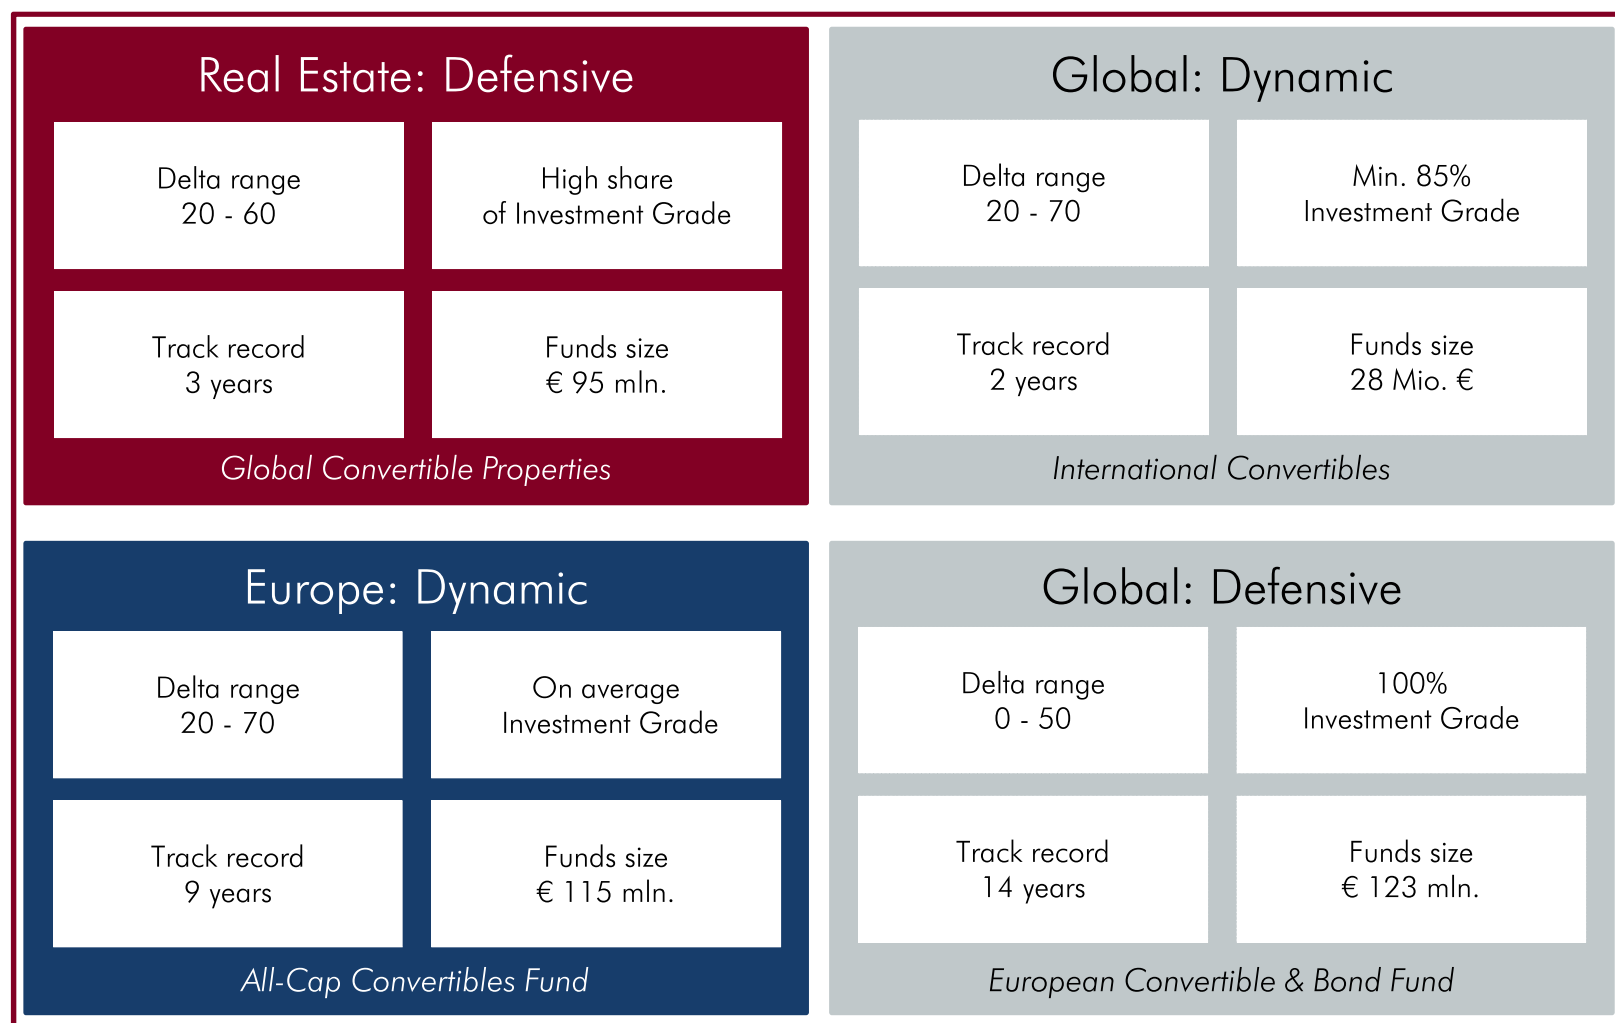 Real Estate: Defensive
Delta range
20 - 60
High share
of Investment Grade
Track record
3 years
Funds size
€ 95 mln.
Global Convertible Properties
Global: Dynamic
Delta range
20 - 70
Min. 85%
Investment Grade
Track record
2 years
Funds size
28 Mio. €
International Convertibles
Europe: Dynamic
Delta range
20 - 70
On average
Investment Grade
Track record
9 years
Funds size
€ 115 mln.
All-Cap Convertibles Fund
Global: Defensive
Delta range
0 - 50
100%
Investment Grade
Track record
14 years
Funds size
€ 123 mln.
European Convertible & Bond Fund